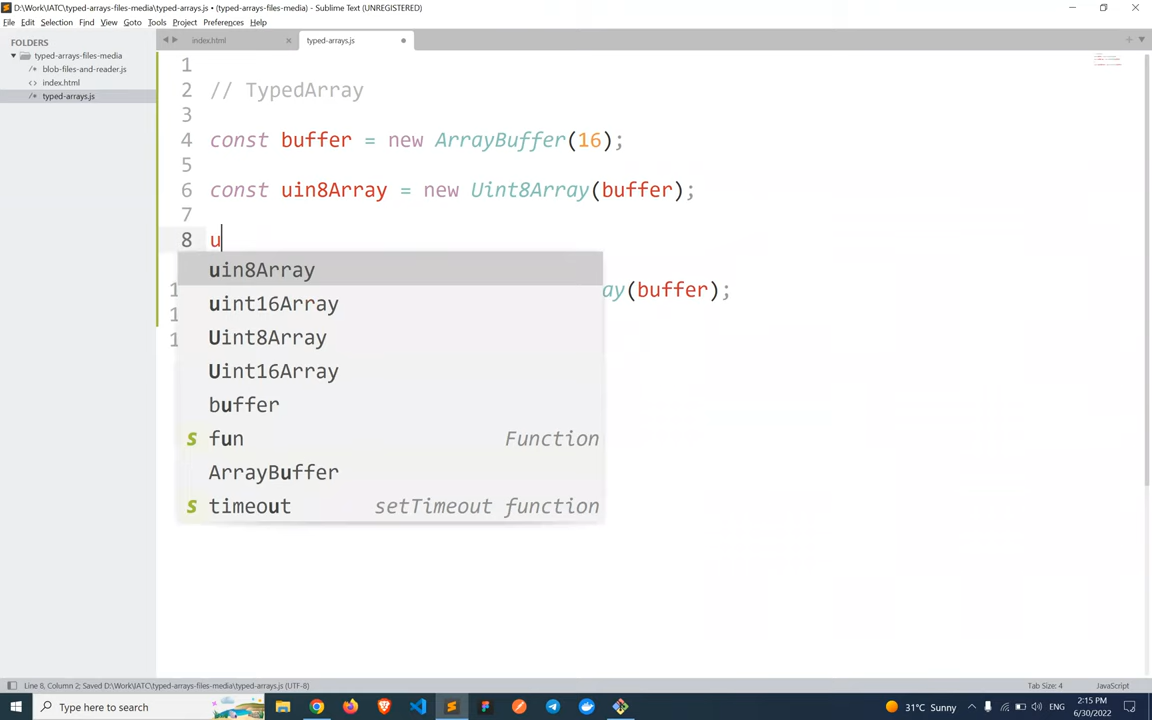 D:\Work\IATC\typed-arrays-files-media\typed-arrays.js • (typed-arrays-files-media) - Sublime Text (UNREGISTERED)
File Edit Selection Find View Goto Tools Project Preferences Help
FOLDERS
typed-arrays-files-media
/* blob-files-and-reader.js
<> index.html
/* typed-arrays.js
index.html
typed-arrays.js
1
2 // TypedArray
3
4 const buffer = new ArrayBuffer(16);
5
6 const uin8Array = new Uint8Array(buffer);
7
8 u
uin8Array
1 ay(buffer);
uint16Array
1
Uint8Array
1
Uint16Array
buffer
s fun Function
ArrayBuffer
s timeout setTimeout function
Line 8, Column 2; Saved D:\Work\IATC\typed-arrays-files-media\typed-arrays.js (UTF-8)
Tab Size: 4
JavaScript
Type here to search
31°C Sunny
ENG
2:15 PM
6/30/2022